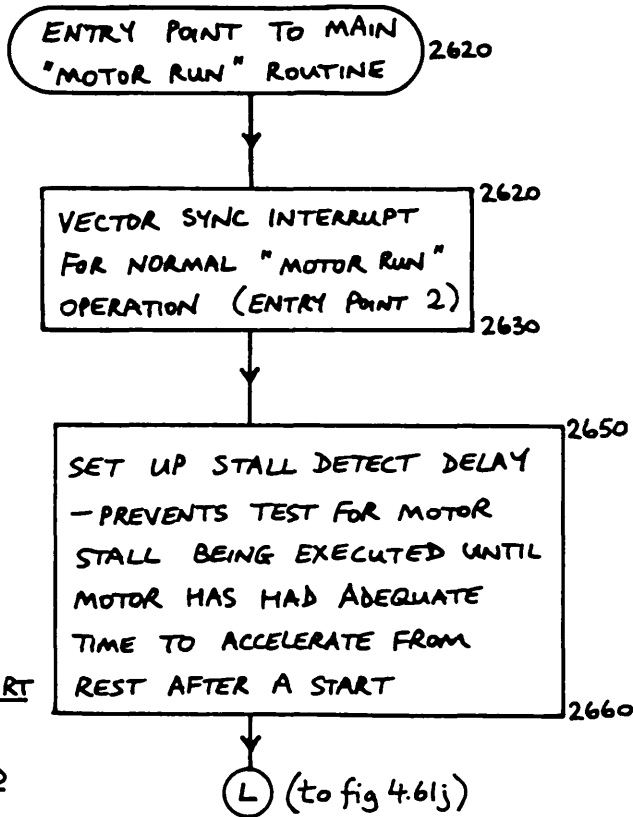 ENTRY POINT TO MAIN
"MOTOR RUN" ROUTINE
2620
2620
VECTOR SYNC INTERRUPT
FOR NORMAL "MOTOR RUN"
OPERATION (ENTRY POINT 2)
2630
2650
SET UP STALL DETECT DELAY
- PREVENTS TEST FOR MOTOR
STALL BEING EXECUTED UNTIL
MOTOR HAS HAD ADEQUATE
TIME TO ACCELERATE FROM
REST AFTER A START
2660
RT
L (to fig 4.61j)